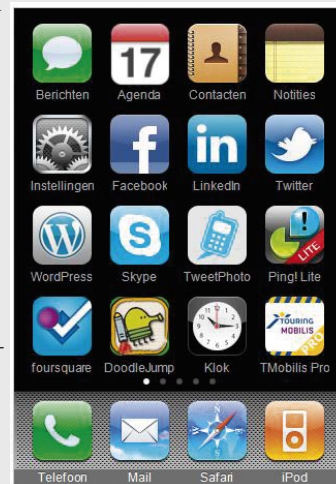 17
Berichten Agenda Contacten Notities
f in
Instellingen Facebook LinkedIn Twitter
W S ! LITE
WordPress Skype TweetPhoto Ping! Lite
TOURING
MOBILIS
PRO
foursquare DoodleJump Klok TMobilis Pro
Telefoon Mail Safari iPod